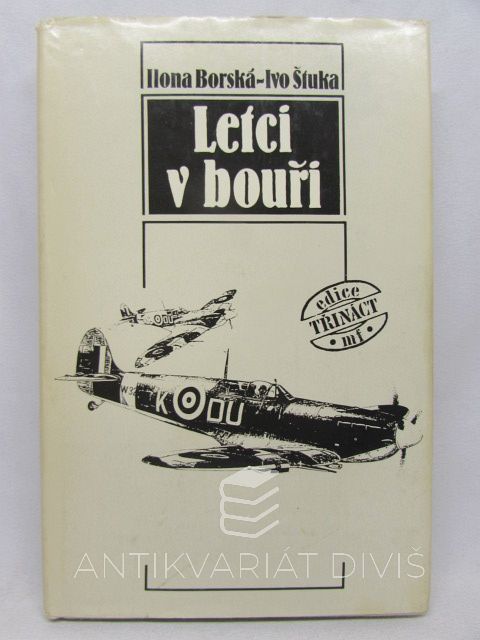 Ilona Borská-Ivo Štuka
Letci
v bouři
edice
TŘINÁCT
mf
K DU
ANTIKVARIÁT DIVIŠ